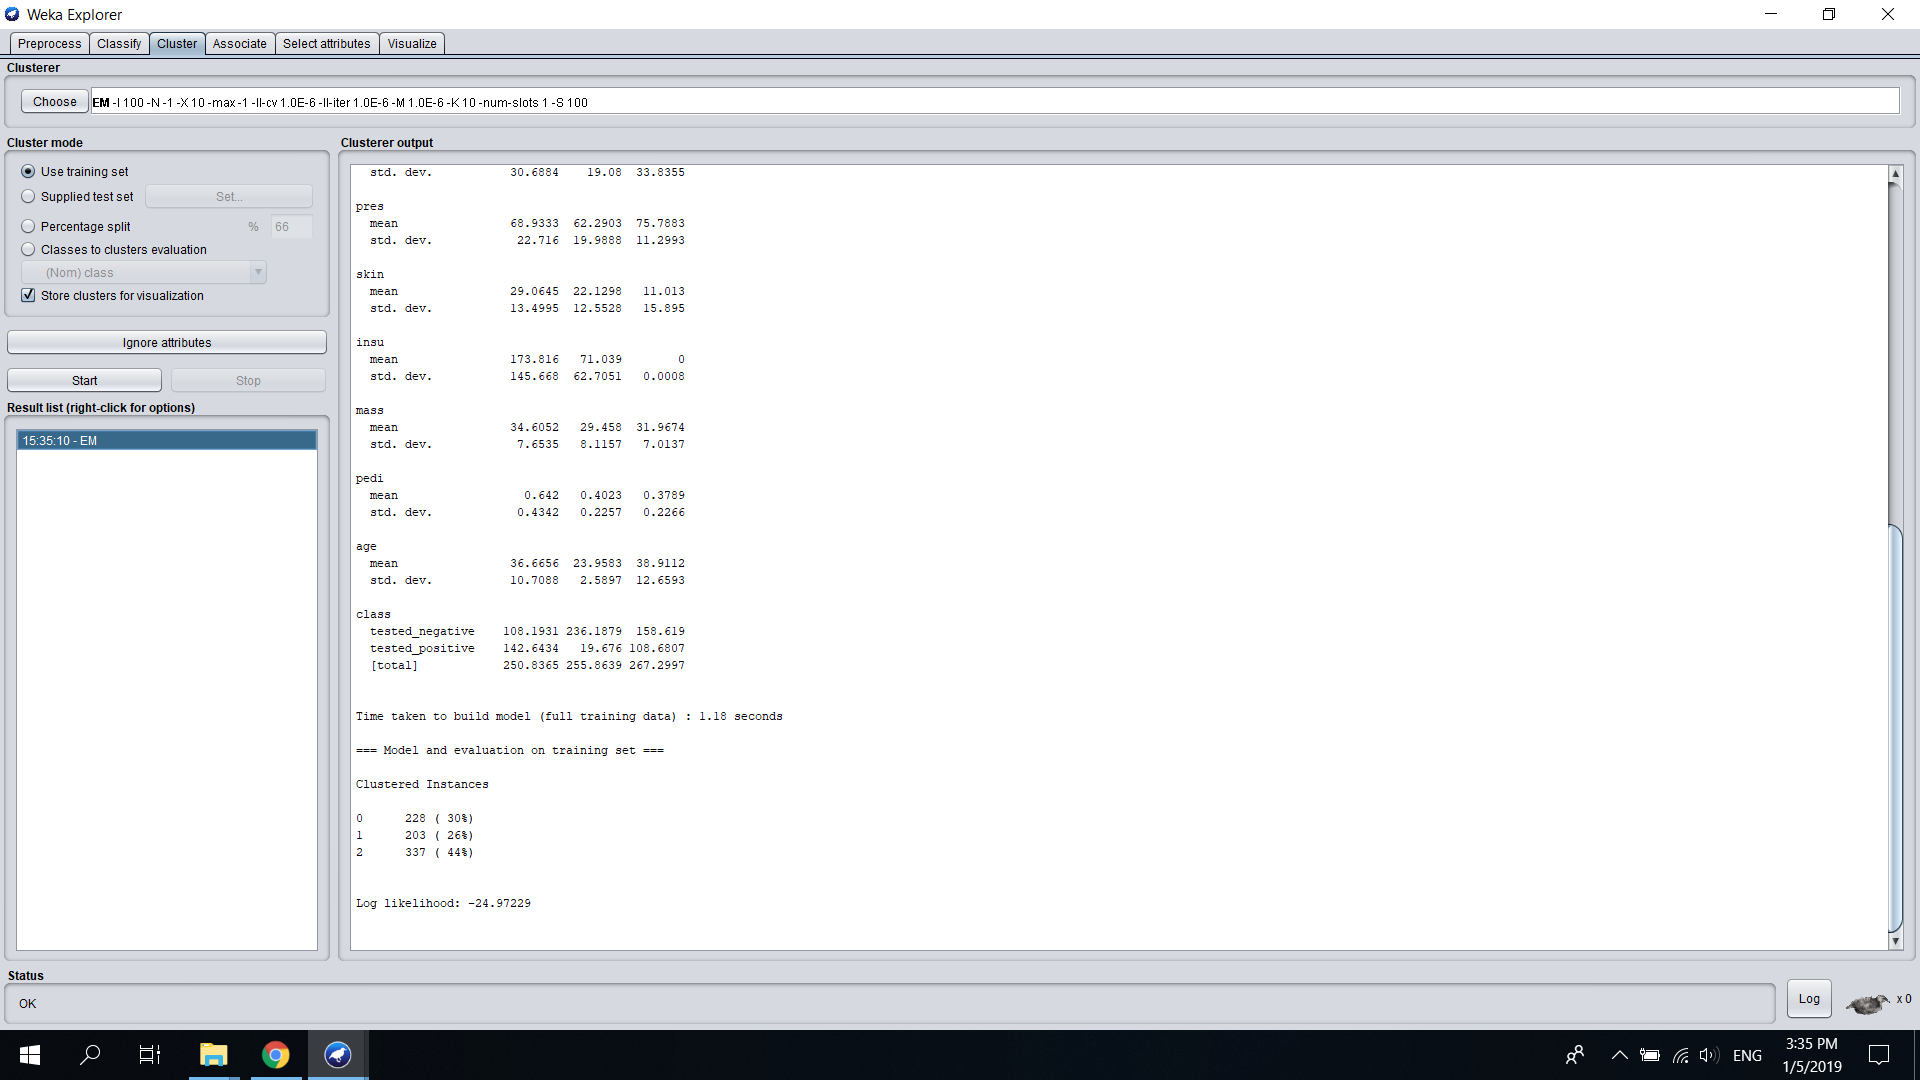 Weka Explorer
Preprocess Classify Cluster Associate Select attributes Visualize
Clusterer
Choose EM -I 100 -N -1 -X 10 -max -1 -ll-cv 1.0E-6 -ll-iter 1.0E-6 -M 1.0E-6 -K 10 -num-slots 1 -S 100
Cluster mode
Use training set
Supplied test set Set...
Percentage split % 66
Classes to clusters evaluation
(Nom) class
Store clusters for visualization
Ignore attributes
Start Stop
Result list (right-click for options)
15:35:10 - EM
Clusterer output
std. dev. 30.6884 19.08 33.8355
pres
mean 68.9333 62.2903 75.7883
std. dev. 22.716 19.9888 11.2993
skin
mean 29.0645 22.1298 11.013
std. dev. 13.4995 12.5528 15.895
insu
mean 173.816 71.039 0
std. dev. 145.668 62.7051 0.0008
mass
mean 34.6052 29.458 31.9674
std. dev. 7.6535 8.1157 7.0137
pedi
mean 0.642 0.4023 0.3789
std. dev. 0.4342 0.2257 0.2266
age
mean 36.6656 23.9583 38.9112
std. dev. 10.7088 2.5897 12.6593
class
tested_negative 108.1931 236.1879 158.619
tested_positive 142.6434 19.676 108.6807
[total] 250.8365 255.8639 267.2997
Time taken to build model (full training data) : 1.18 seconds
=== Model and evaluation on training set ===
Clustered Instances
0 228 ( 30%)
1 203 ( 26%)
2 337 ( 44%)
Log likelihood: -24.97229
Status
OK
Log x 0
ENG
3:35 PM
1/5/2019